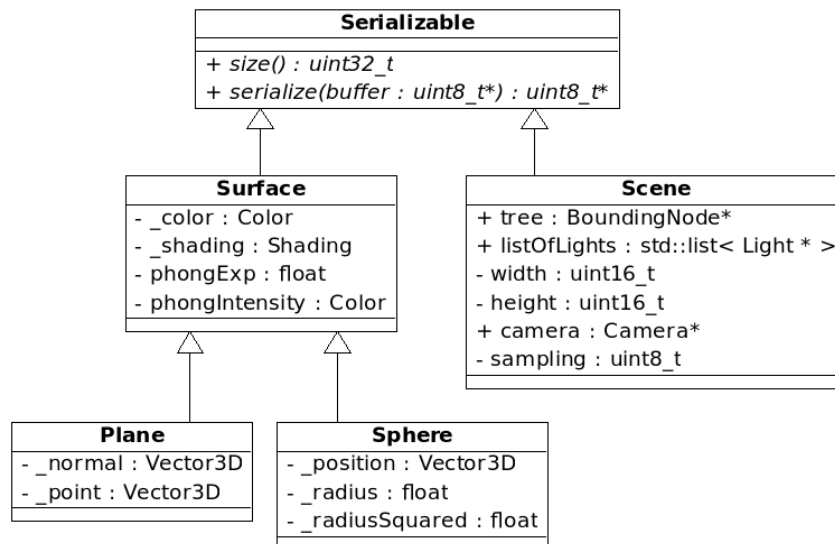 Serializable
+ size() : uint32_t
+ serialize(buffer : uint8_t*) : uint8_t*
Surface
- _color : Color
- _shading : Shading
- phongExp : float
- phongIntensity : Color
Scene
+ tree : BoundingNode*
+ listOfLights : std::list< Light * >
- width : uint16_t
- height : uint16_t
+ camera : Camera*
- sampling : uint8_t
Plane
- _normal : Vector3D
- _point : Vector3D
Sphere
- _position : Vector3D
- _radius : float
- _radiusSquared : float